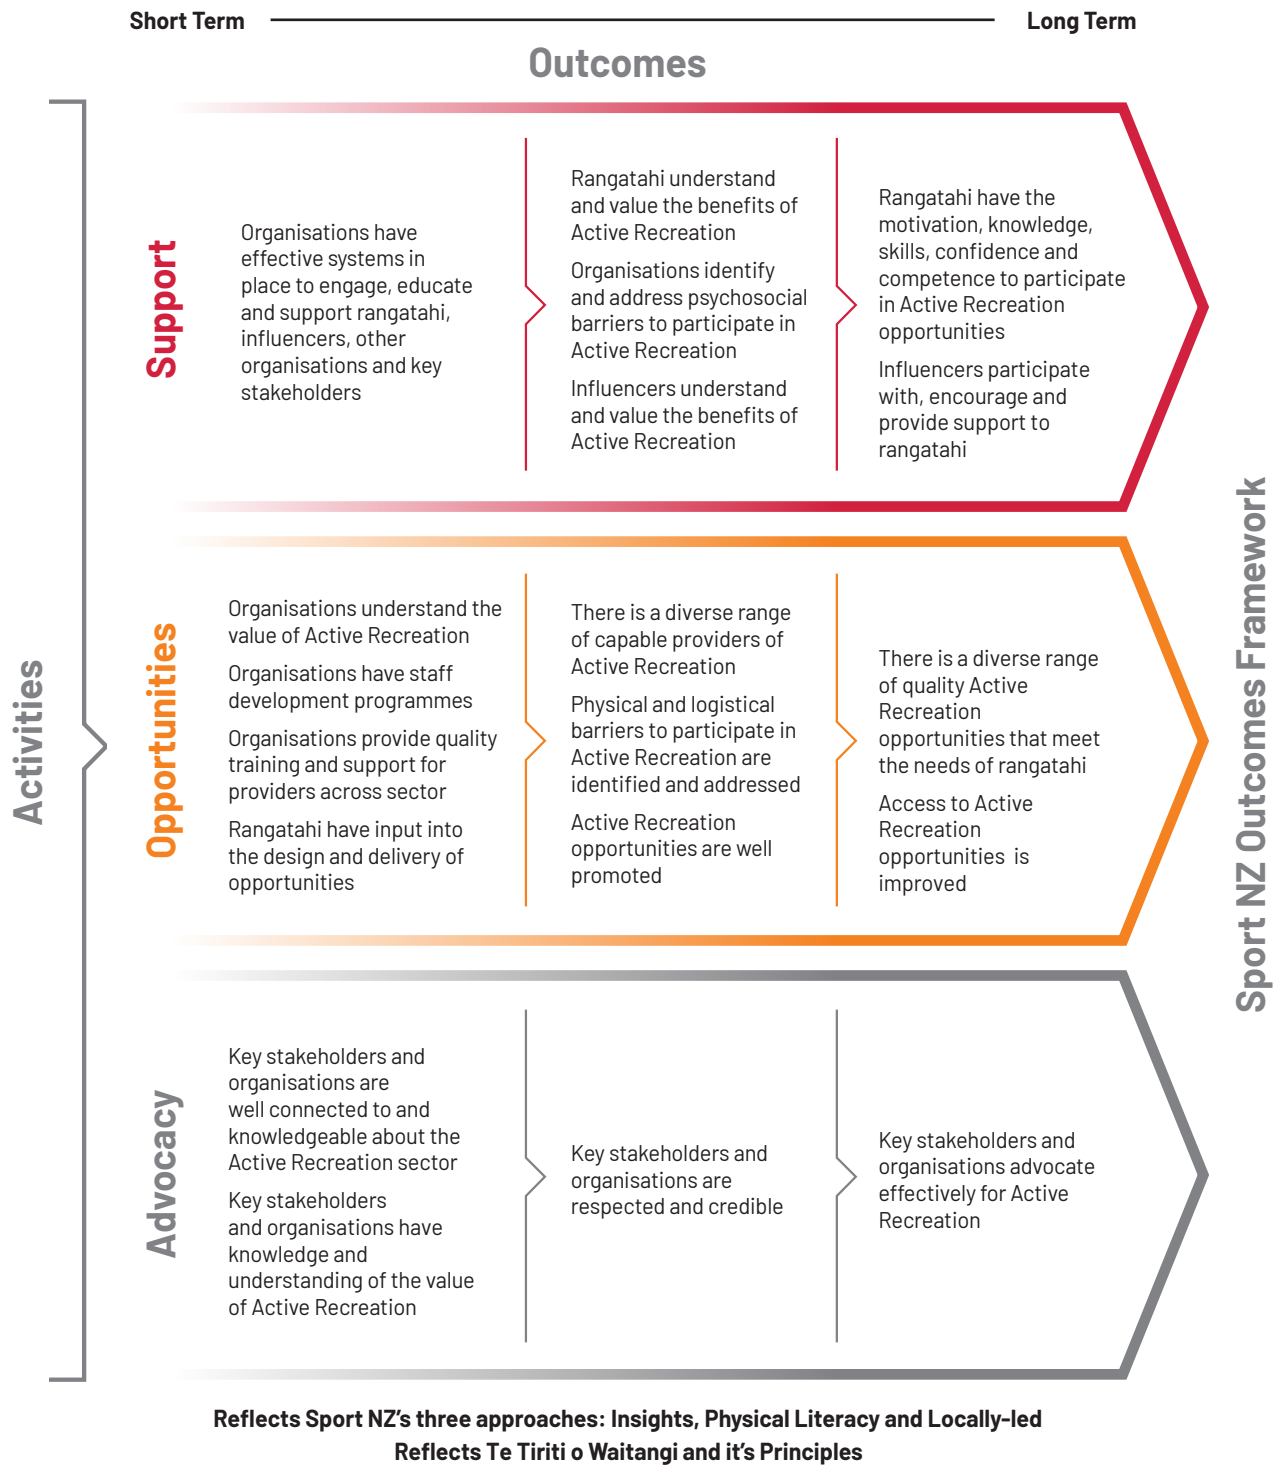 Short Term
Long Term
Outcomes
Activities
Support
Organisations have
effective systems in
place to engage, educate
and support rangatahi,
influencers, other
organisations and key
stakeholders
Rangatahi understand
and value the benefits of
Active Recreation
Organisations identify
and address psychosocial
barriers to participate in
Active Recreation
Influencers understand
and value the benefits of
Active Recreation
Rangatahi have the
motivation, knowledge,
skills, confidence and
competence to participate
in Active Recreation
opportunities
Influencers participate
with, encourage and
provide support to
rangatahi
Opportunities
Organisations understand the
value of Active Recreation
Organisations have staff
development programmes
Organisations provide quality
training and support for
providers across sector
Rangatahi have input into
the design and delivery of
opportunities
There is a diverse range
of capable providers of
Active Recreation
Physical and logistical
barriers to participate in
Active Recreation are
identified and addressed
Active Recreation
opportunities are well
promoted
There is a diverse range
of quality Active
Recreation
opportunities that meet
the needs of rangatahi
Access to Active
Recreation
opportunities is
improved
Advocacy
Key stakeholders and
organisations are
well connected to and
knowledgeable about the
Active Recreation sector
Key stakeholders
and organisations have
knowledge and
understanding of the value
of Active Recreation
Key stakeholders and
organisations are
respected and credible
Key stakeholders and
organisations advocate
effectively for Active
Recreation
Sport NZ Outcomes Framework
Reflects Sport NZ's three approaches: Insights, Physical Literacy and Locally-led
Reflects Te Tiriti o Waitangi and it's Principles